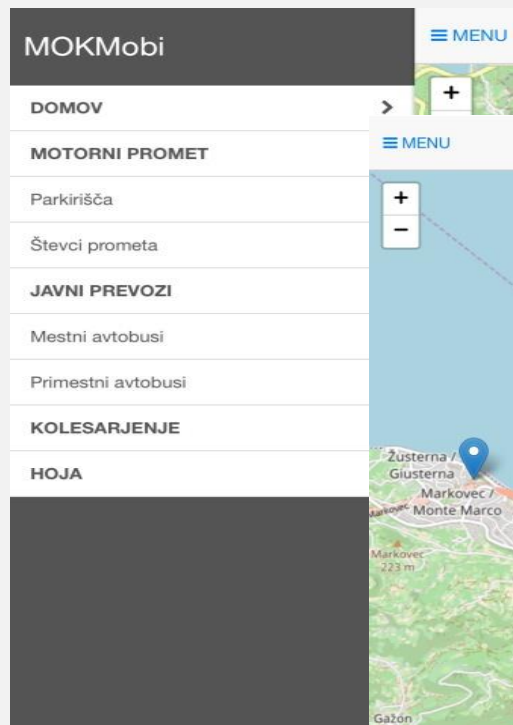 MOKMobi
MENU
DOMOV
+
MENU
MOTORNI PROMET
+
−
Parkirišča
Števci prometa
JAVNI PREVOZI
Mestni avtobusi
Primestni avtobusi
KOLESARJENJE
HOJA
Žusterna /
Giusterna
Markovec /
Monte Marco
Markovec
Markovec
223 m
Gažon